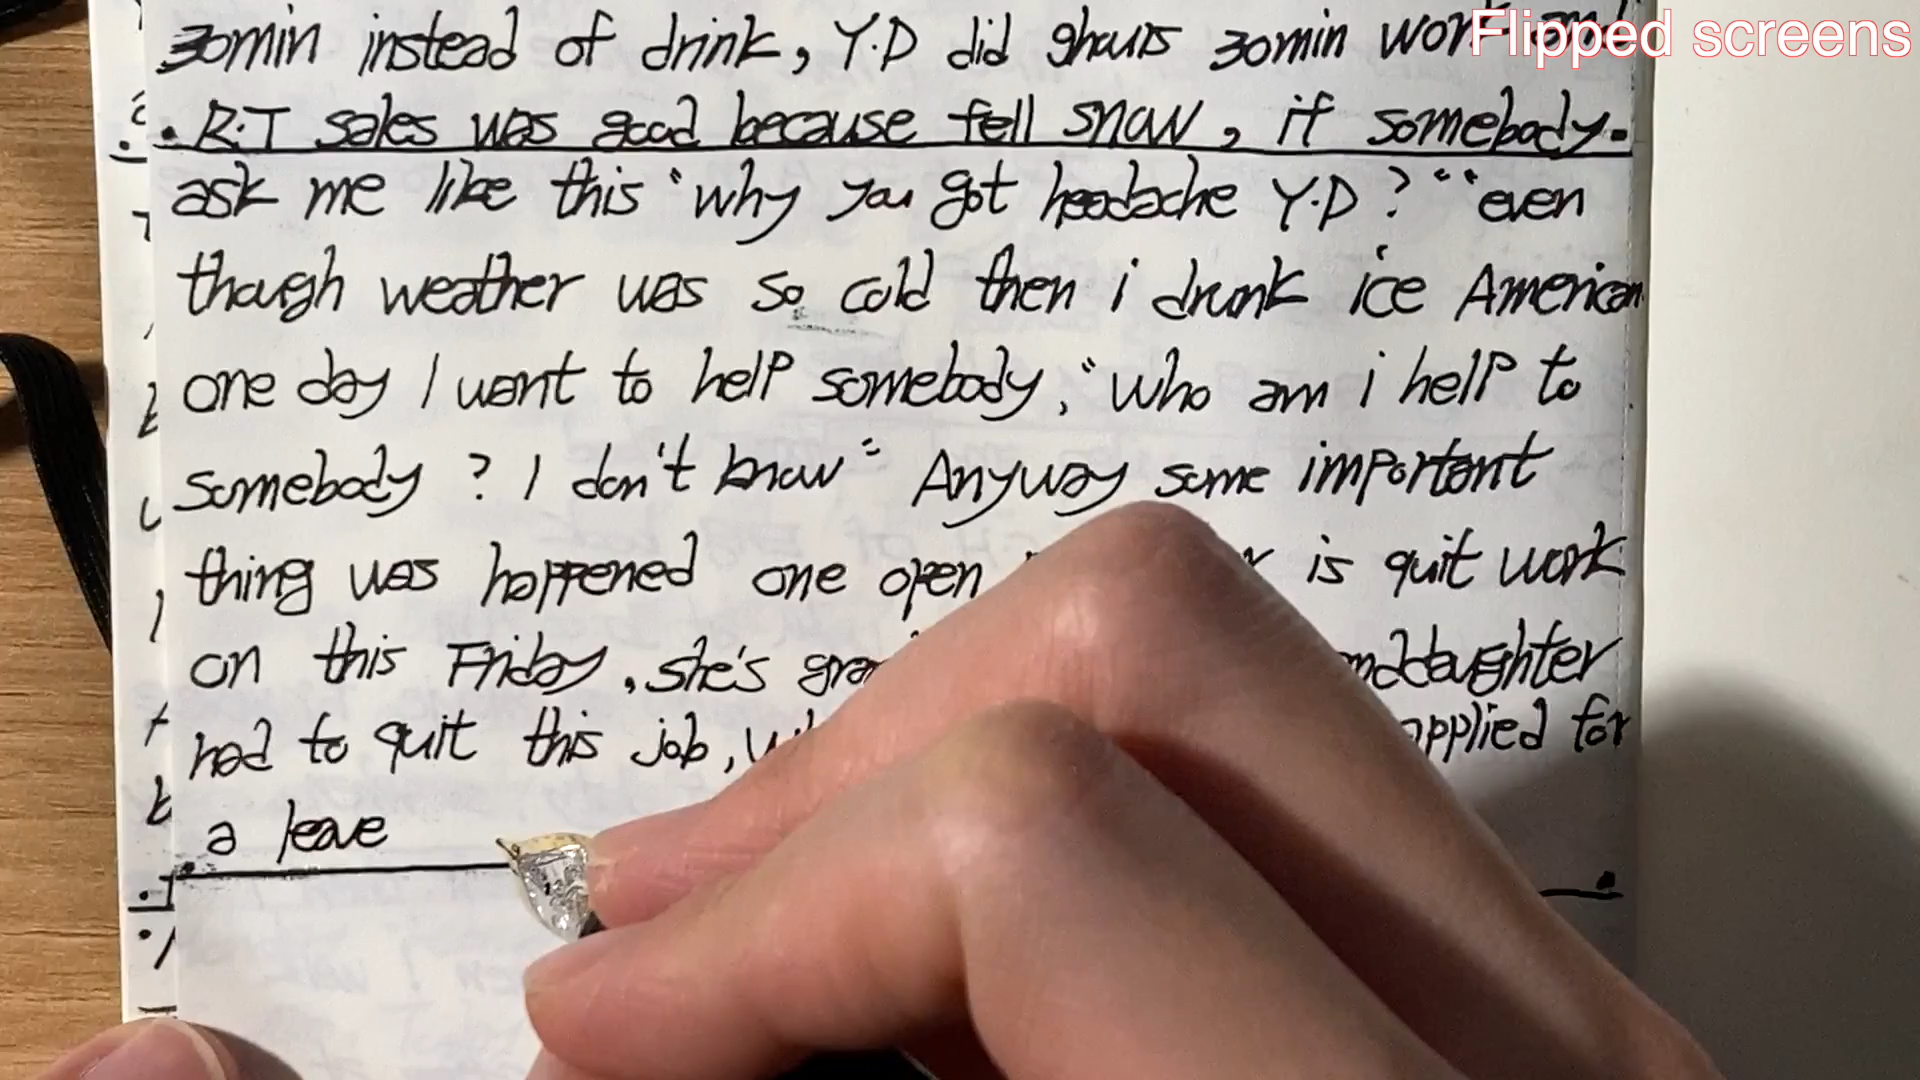 Flipped screens
30min instead of drink, Y.D did 9hours 30min work and
. R.T sales was good because fell snow, if somebody.
ask me like this "why you got headache Y.D?" "even
though weather was so cold then i drunk ice American
one day I want to help somebody, "who am i help to
somebody? I don't know" Anyway some important
thing was happened one open is quit work
on this Friday, she's granddaughter
had to quit this job, applied for
a leave